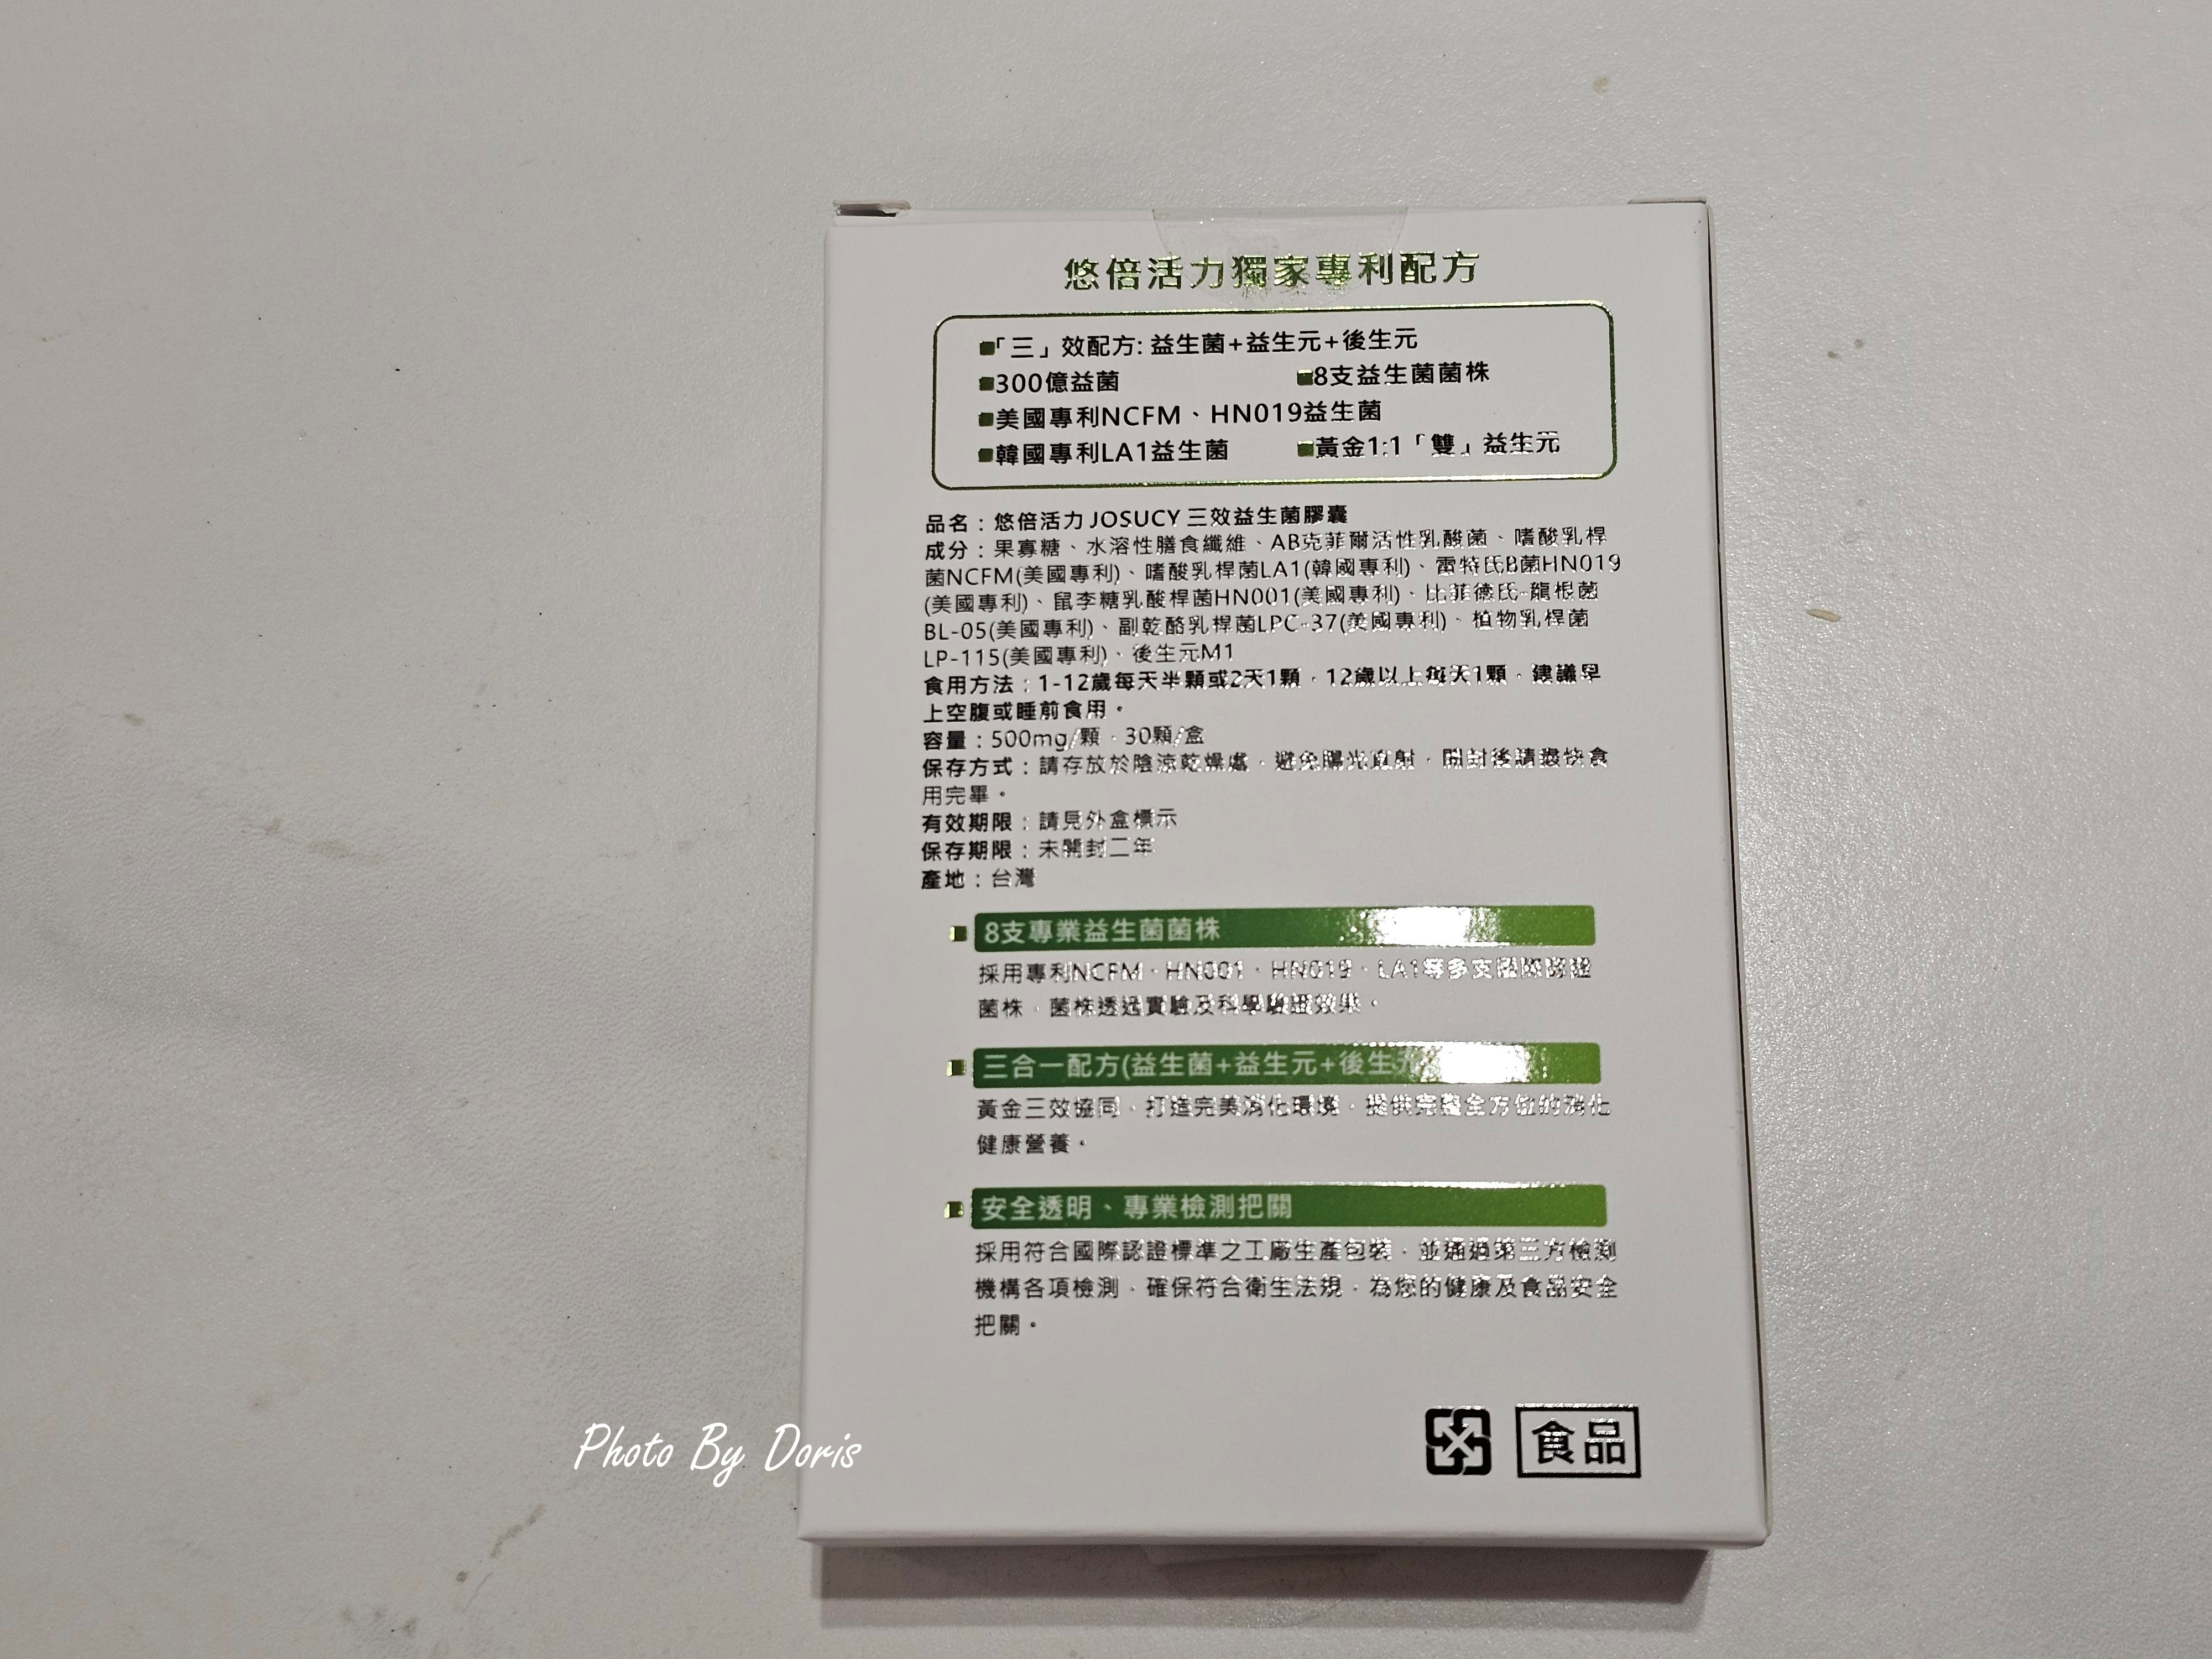 悠倍活力獨家專利配方
■「三」效配方: 益生菌+益生元+後生元
■300億益菌 ■8支益生菌菌株
■美國專利NCFM、HN019益生菌
■韓國專利LA1益生菌 ■黃金1:1「雙」益生元
品名：悠倍活力 JOSUCY 三效益生菌膠囊
成分：果寡糖、水溶性膳食纖維、AB克菲爾活性乳酸菌、嗜酸乳桿
菌NCFM(美國專利)、嗜酸乳桿菌LA1(韓國專利)、雷特氏B菌HN019
(美國專利)、鼠李糖乳酸桿菌HN001(美國專利)、比菲德氏-龍根菌
BL-05(美國專利)、副乾酪乳桿菌LPC-37(美國專利)、植物乳桿菌
LP-115(美國專利)、後生元M1
食用方法：1-12歲每天半顆或2天1顆，12歲以上每天1顆，建議早
上空腹或睡前食用。
容量：500mg/顆，30顆/盒
保存方式：請存放於陰涼乾燥處，避免陽光直射，開封後請盡快食
用完畢。
有效期限：請見外盒標示
保存期限：未開封二年
產地：台灣
8支專業益生菌菌株
採用專利NCFM、HN001、HN019、LA1等多支國際認證
菌株，菌株透過實驗及科學驗證效果。
三合一配方(益生菌+益生元+後生元
黃金三效協同，打造完美消化環境，提供完整全方位的消化
健康營養。
安全透明、專業檢測把關
採用符合國際認證標準之工廠生產包裝，並通過第三方檢測
機構各項檢測，確保符合衛生法規，為您的健康及食品安全
把關。
食品
Photo By Doris